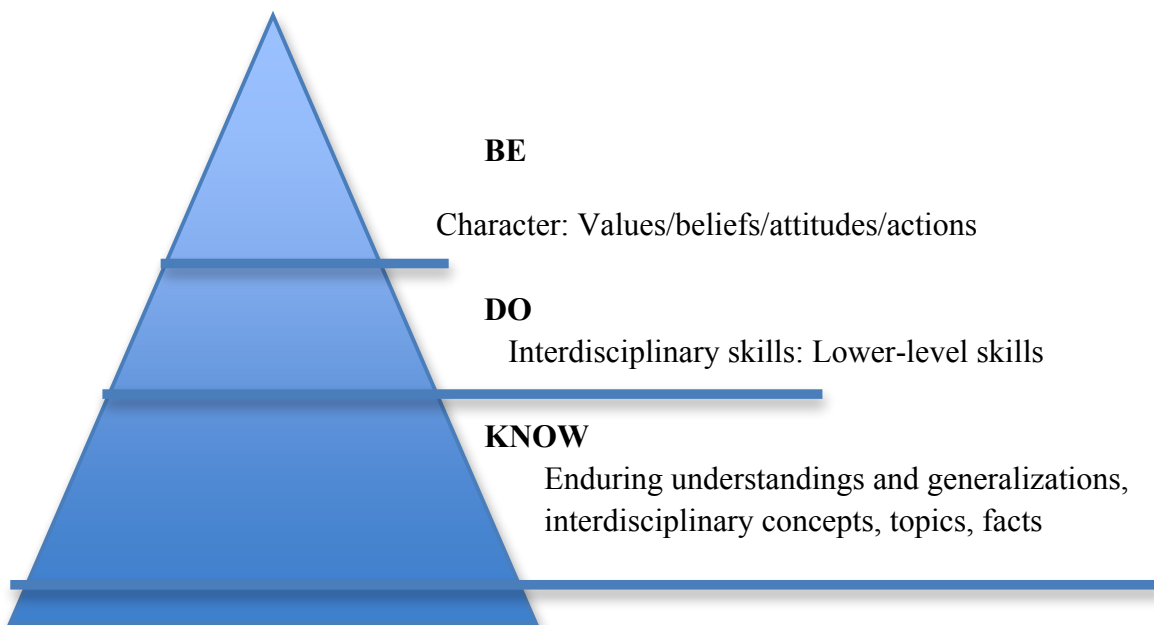 BE
Character: Values/beliefs/attitudes/actions
DO
Interdisciplinary skills: Lower-level skills
KNOW
Enduring understandings and generalizations,
interdisciplinary concepts, topics, facts